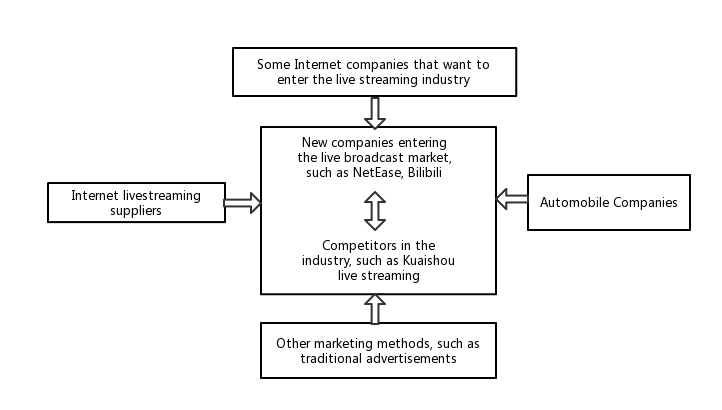 Some Internet companies that want to
enter the live streaming industry
New companies entering
the live broadcast market,
such as NetEase, Bilibili
Internet livestreaming
suppliers
Automobile Companies
Competitors in the
industry, such as Kuaishou
live streaming
Other marketing methods, such as
traditional advertisements